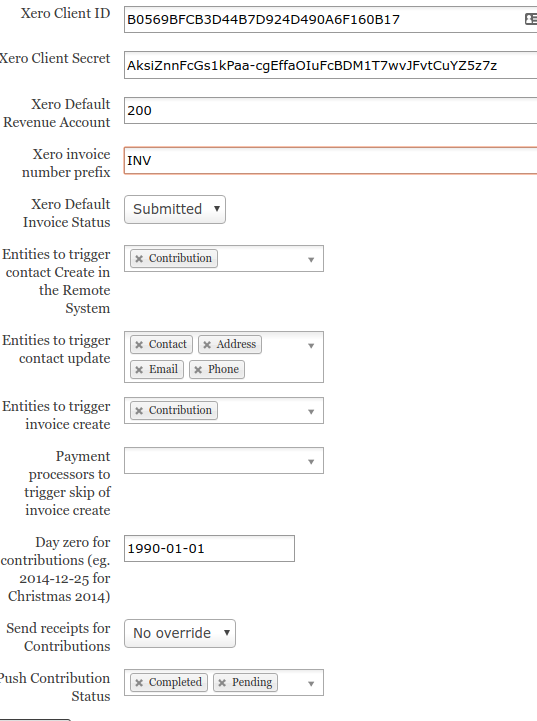 Xero Client ID
B0569BFCB3D44B7D924D490A6F160B17
Xero Client Secret
AksiZnnFcGs1kPaa-cgEffaOIuFcBDM1T7wvJFvtCuYZ5z7z
Xero Default
Revenue Account
200
Xero invoice
number prefix
INV
Xero Default
Invoice Status
Submitted
Entities to trigger
contact Create in
the Remote
System
Contribution
Entities to trigger
contact update
Contact Address
Email Phone
Entities to trigger
invoice create
Contribution
Payment
processors to
trigger skip of
invoice create
Day zero for
contributions (eg.
2014-12-25 for
Christmas 2014)
1990-01-01
Send receipts for
Contributions
No override
Push Contribution
Status
Completed Pending